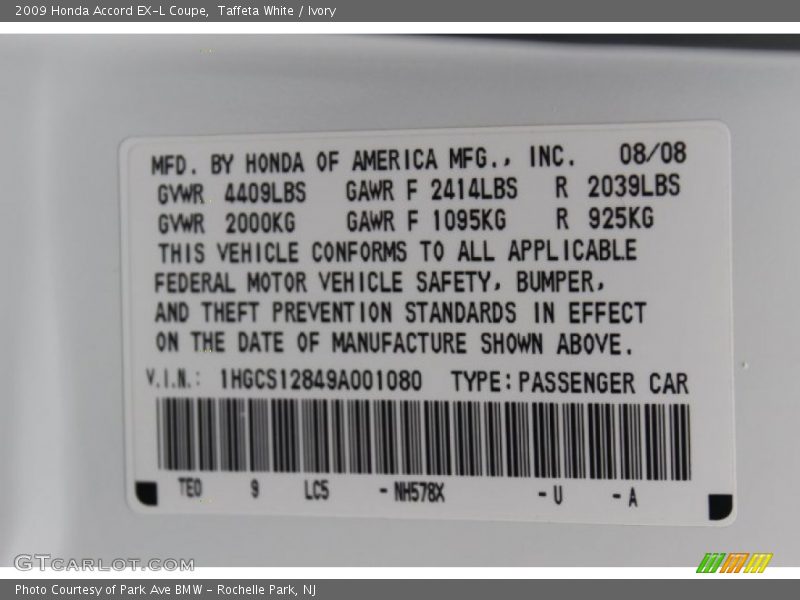 2009 Honda Accord EX-L Coupe,  Taffeta White / Ivory
MFD. BY HONDA OF AMERICA MFG., INC. 08/08
GVWR 4409LBS GAWR F 2414LBS R 2039LBS
GVWR 2000KG GAWR F 1095KG R 925KG
THIS VEHICLE CONFORMS TO ALL APPLICABLE
FEDERAL MOTOR VEHICLE SAFETY, BUMPER,
AND THEFT PREVENTION STANDARDS IN EFFECT
ON THE DATE OF MANUFACTURE SHOWN ABOVE.
V.I.N.: 1HGCS12849A001080 TYPE:PASSENGER CAR
TE0 9 LC5 -NH578X -U -A
GTCARLOT.COM
Photo Courtesy of Park Ave BMW - Rochelle Park, NJ